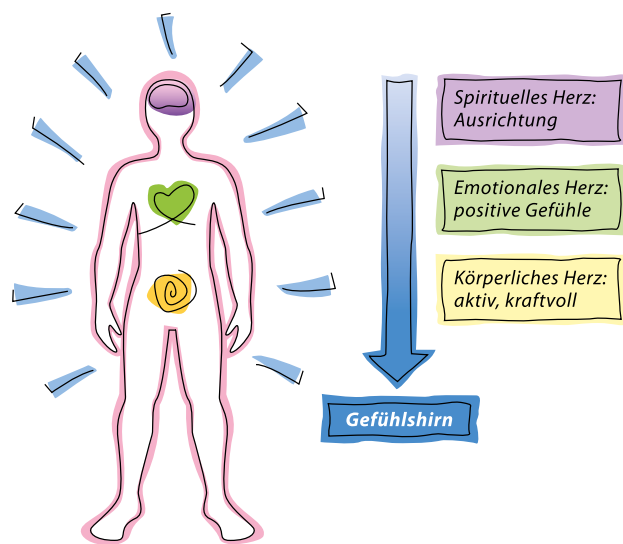 Spirituelles Herz:
Ausrichtung
Emotionales Herz:
positive Gefühle
Körperliches Herz:
aktiv, kraftvoll
Gefühlshirn